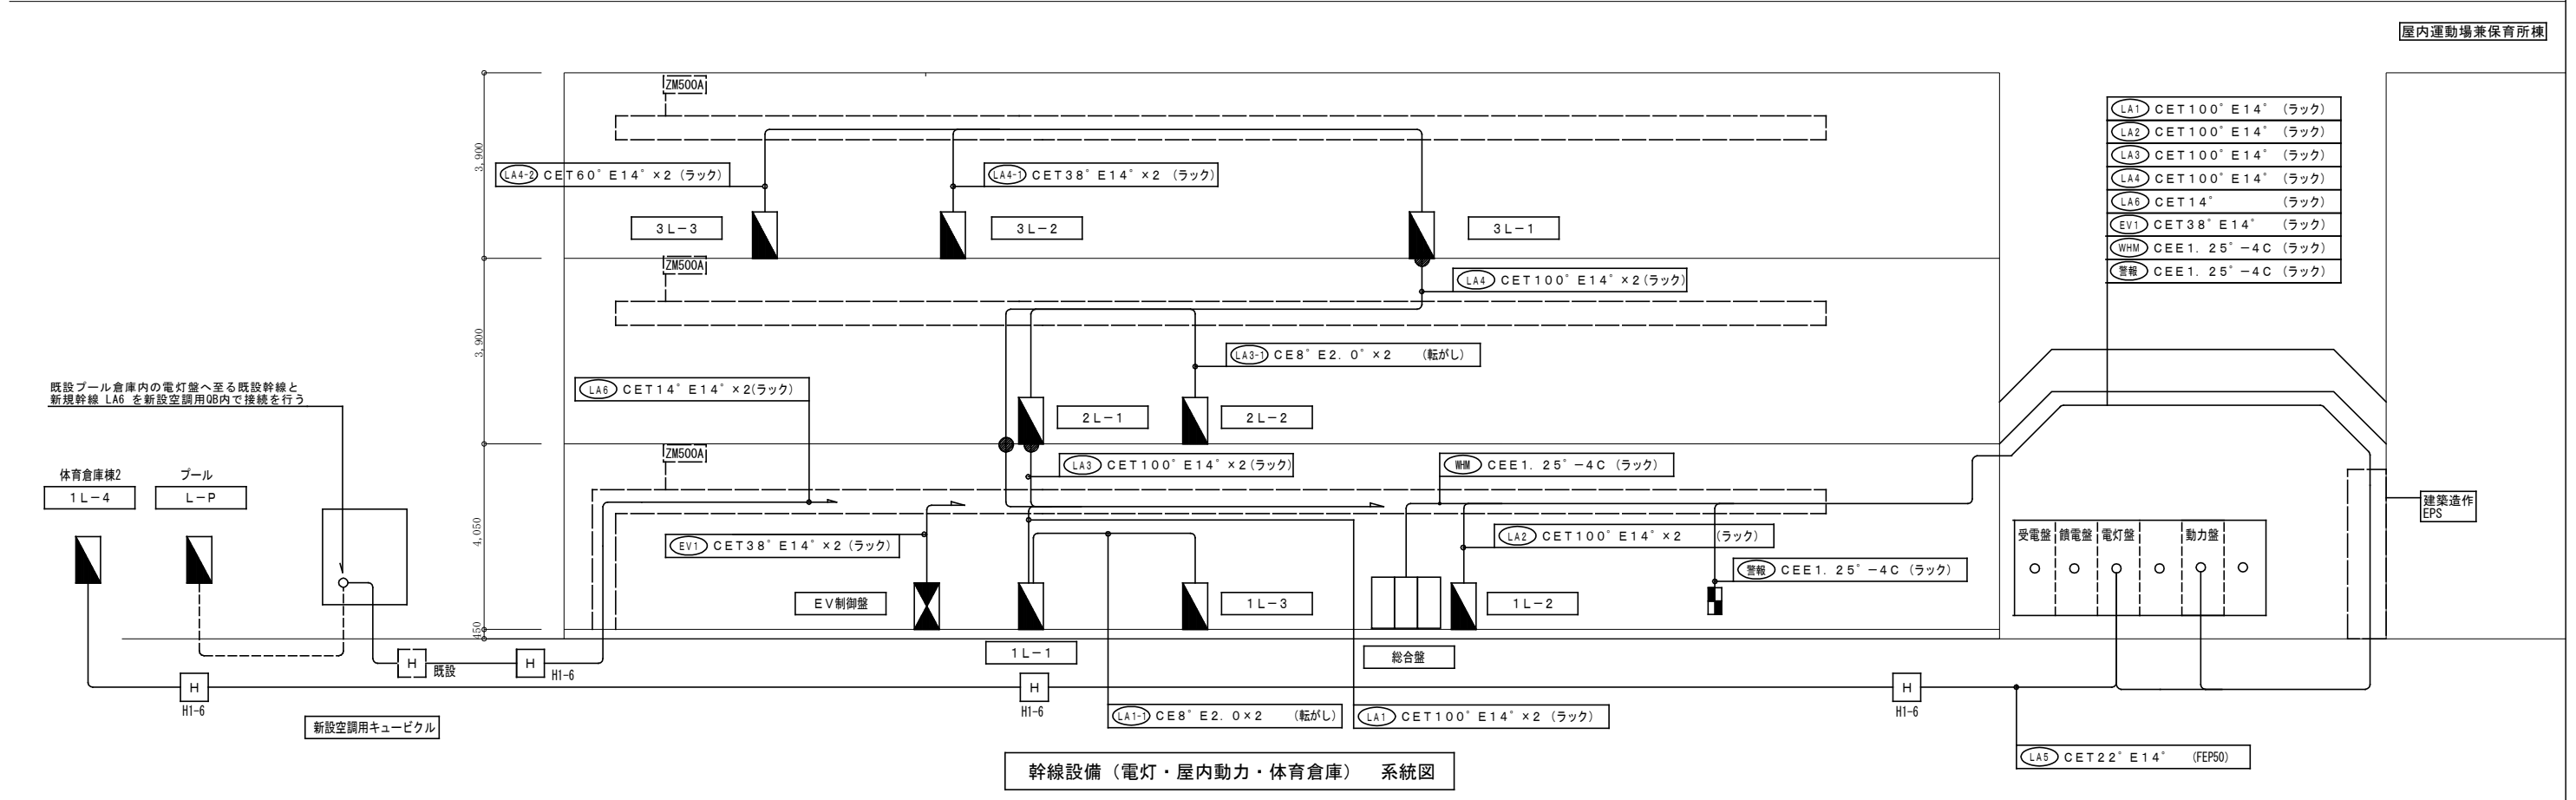 屋内運動場兼保育所棟
ZM500A
LA1 CET100° E14° (ラック)
LA2 CET100° E14° (ラック)
LA3 CET100° E14° (ラック)
LA4 CET100° E14° (ラック)
LA6 CET14° (ラック)
EV1 CET38° E14° (ラック)
WHM CEE1. 25° −4C (ラック)
警報 CEE1. 25° −4C (ラック)
3,900
LA4-2 CET60° E14° ×2 (ラック)
LA4-1 CET38° E14° ×2 (ラック)
3L−3
3L−2
3L−1
ZM500A
LA4 CET100° E14° ×2(ラック)
3,900
LA3-1 CE8° E2. 0° ×2 (転がし)
既設プール倉庫内の電灯盤へ至る既設幹線と
新規幹線 LA6 を新設空調用QB内で接続を行う
LA6 CET14° E14° ×2(ラック)
2L−1
2L−2
ZM500A
LA3 CET100° E14° ×2(ラック)
WHM CEE1. 25° −4C (ラック)
体育倉庫棟2
プール
1L−4
L−P
建築造作
EPS
4,050
EV1 CET38° E14° ×2 (ラック)
LA2 CET100° E14° ×2 (ラック)
受電盤 饋電盤 電灯盤 動力盤
警報 CEE1. 25° −4C (ラック)
EV制御盤
1L−3
1L−2
450
1L−1
総合盤
H
既設
H
H1-6
H
H1-6
H
H1-6
H
H1-6
新設空調用キュービクル
LA1-1 CE8° E2. 0×2 (転がし)
LA1 CET100° E14° ×2 (ラック)
LA5 CET22° E14° (FEP50)
幹線設備（電灯・屋内動力・体育倉庫） 系統図